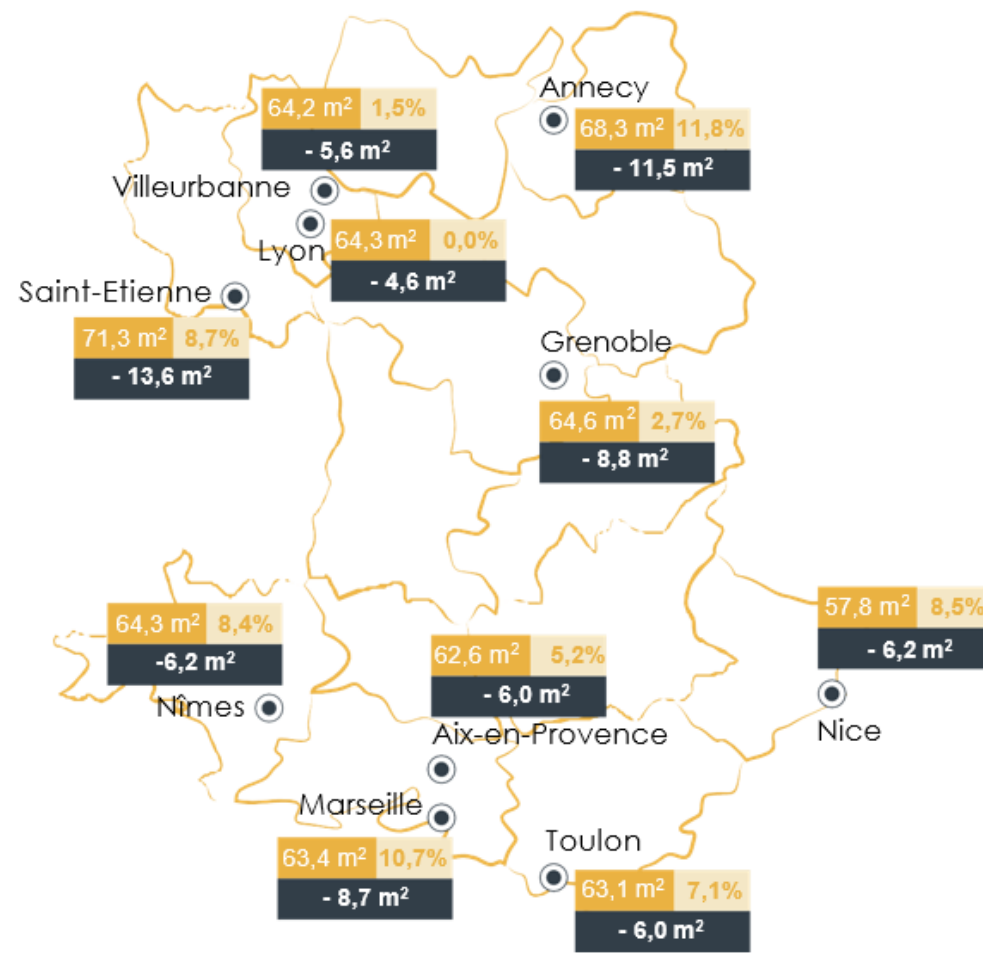 Annecy
68,3 m² 11,8%
- 11,5 m²
64,2 m² 1,5%
- 5,6 m²
Villeurbanne
Lyon
64,3 m² 0,0%
- 4,6 m²
Saint-Etienne
71,3 m² 8,7%
- 13,6 m²
Grenoble
64,6 m² 2,7%
- 8,8 m²
64,3 m² 8,4%
-6,2 m²
Nîmes
62,6 m² 5,2%
- 6,0 m²
Aix-en-Provence
57,8 m² 8,5%
- 6,2 m²
Nice
Marseille
63,4 m² 10,7%
- 8,7 m²
Toulon
63,1 m² 7,1%
- 6,0 m²